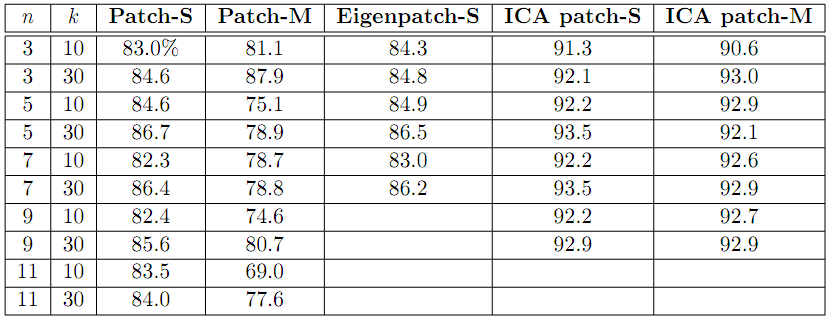 n k Patch-S Patch-M Eigenpatch-S ICA patch-S ICA patch-M
3 10 83.0% 81.1 84.3 91.3 90.6
3 30 84.6 87.9 84.8 92.1 93.0
5 10 84.6 75.1 84.9 92.2 92.9
5 30 86.7 78.9 86.5 93.5 92.1
7 10 82.3 78.7 83.0 92.2 92.6
7 30 86.4 78.8 86.2 93.5 92.9
9 10 82.4 74.6 92.2 92.7
9 30 85.6 80.7 92.9 92.9
11 10 83.5 69.0
11 30 84.0 77.6